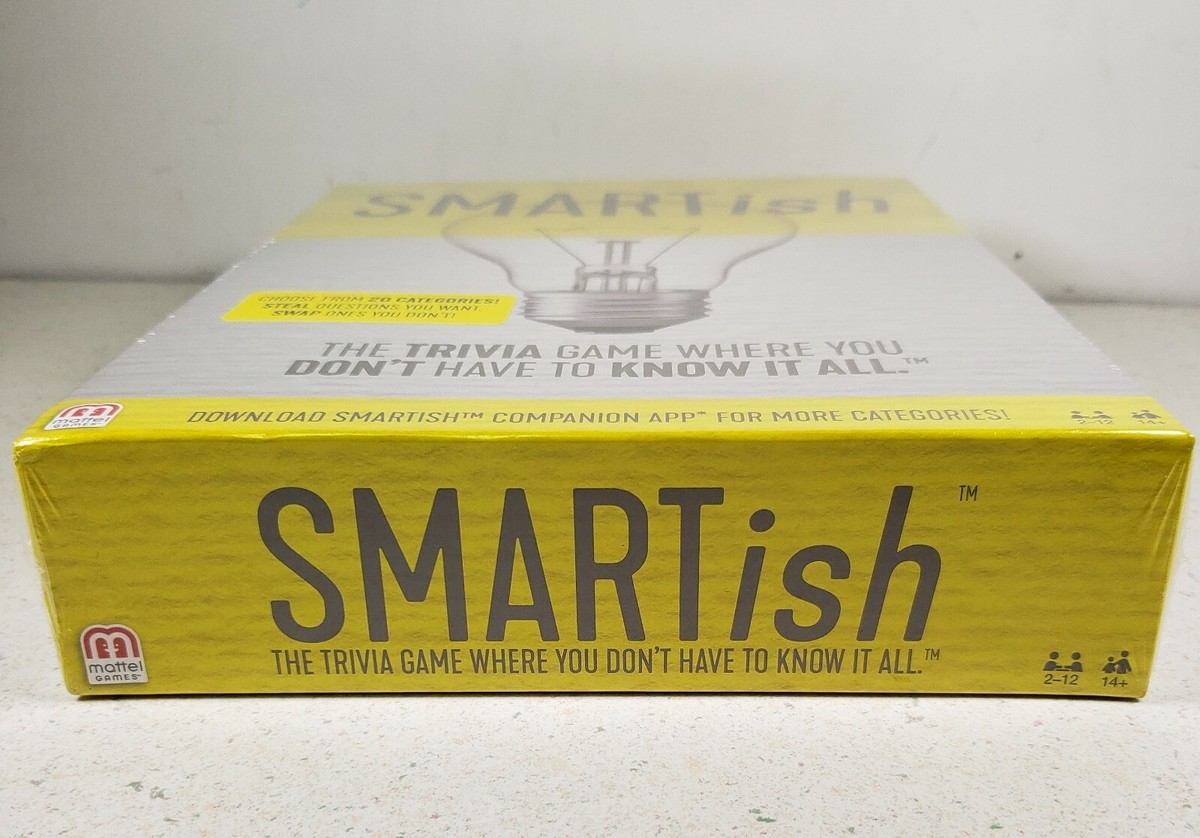 SMARTish
CHOOSE FROM 20 CATEGORIES!
STEAL QUESTIONS YOU WANT.
SWAP ONES YOU DON'T!
THE TRIVIA GAME WHERE YOU
DON'T HAVE TO KNOW IT ALL.™
mattel
GAMES™
DOWNLOAD SMARTISH™ COMPANION APP* FOR MORE CATEGORIES!
2–12
14+
SMARTish™
THE TRIVIA GAME WHERE YOU DON'T HAVE TO KNOW IT ALL.™
mattel
GAMES™
2–12
14+